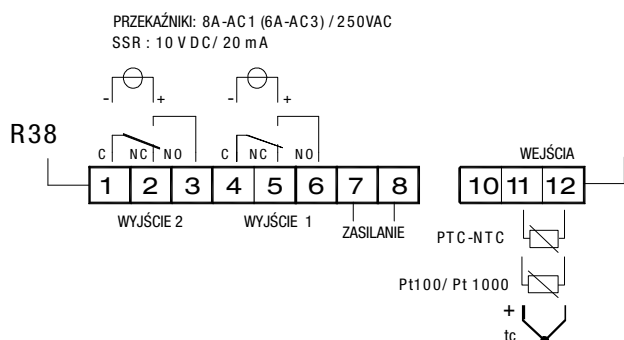 PRZEKAŹNIKI: 8A-AC1 (6A-AC3) / 250VAC
SSR : 10 V DC/ 20 mA
- + - +
R38
C NC NO C NC NO
WEJŚCIA
1 2 3 4 5 6 7 8 10 11 12
WYJŚCIE 2 WYJŚCIE 1 ZASILANIE
PTC-NTC
Pt100/ Pt 1000
+
tc